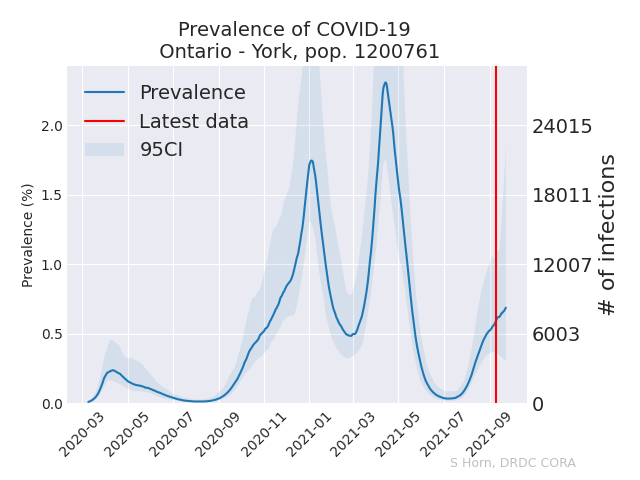 Prevalence of COVID-19
Ontario - York, pop. 1200761
Prevalence
Latest data
95CI
Prevalence (%)
2.0
1.5
1.0
0.5
0.0
24015
18011
12007
6003
0
# of infections
2020-03
2020-05
2020-07
2020-09
2020-11
2021-01
2021-03
2021-05
2021-07
2021-09
S Horn, DRDC CORA